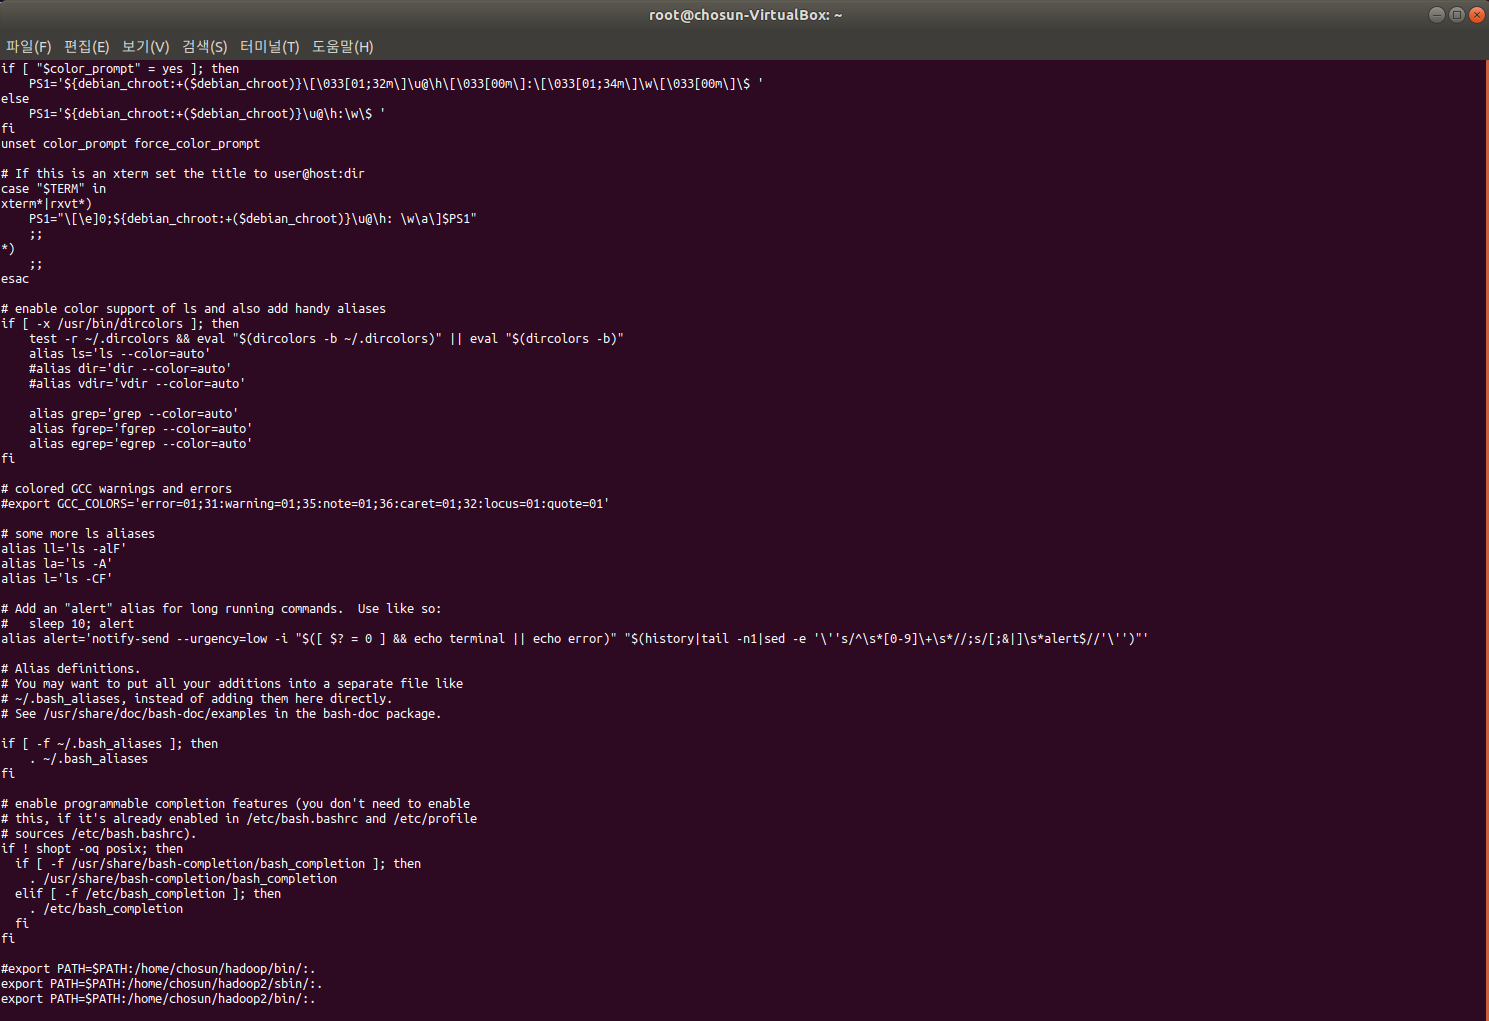 root@chosun-VirtualBox: ~
파일(F) 편집(E) 보기(V) 검색(S) 터미널(T) 도움말(H)
if [ "$color_prompt" = yes ]; then
    PS1='${debian_chroot:+($debian_chroot)}\[\033[01;32m\]\u@\h\[\033[00m\]:\[\033[01;34m\]\w\[\033[00m\]\$ '
else
    PS1='${debian_chroot:+($debian_chroot)}\u@\h:\w\$ '
fi
unset color_prompt force_color_prompt

# If this is an xterm set the title to user@host:dir
case "$TERM" in
xterm*|rxvt*)
    PS1="\[\e]0;${debian_chroot:+($debian_chroot)}\u@\h: \w\a\]$PS1"
    ;;
*)
    ;;
esac

# enable color support of ls and also add handy aliases
if [ -x /usr/bin/dircolors ]; then
    test -r ~/.dircolors && eval "$(dircolors -b ~/.dircolors)" || eval "$(dircolors -b)"
    alias ls='ls --color=auto'
    #alias dir='dir --color=auto'
    #alias vdir='vdir --color=auto'

    alias grep='grep --color=auto'
    alias fgrep='fgrep --color=auto'
    alias egrep='egrep --color=auto'
fi

# colored GCC warnings and errors
#export GCC_COLORS='error=01;31:warning=01;35:note=01;36:caret=01;32:locus=01:quote=01'

# some more ls aliases
alias ll='ls -alF'
alias la='ls -A'
alias l='ls -CF'

# Add an "alert" alias for long running commands.  Use like so:
#   sleep 10; alert
alias alert='notify-send --urgency=low -i "$([ $? = 0 ] && echo terminal || echo error)" "$(history|tail -n1|sed -e '\''s/^\s*[0-9]\+\s*//;s/[;&|]\s*alert$//'\'')"'

# Alias definitions.
# You may want to put all your additions into a separate file like
# ~/.bash_aliases, instead of adding them here directly.
# See /usr/share/doc/bash-doc/examples in the bash-doc package.

if [ -f ~/.bash_aliases ]; then
    . ~/.bash_aliases
fi

# enable programmable completion features (you don't need to enable
# this, if it's already enabled in /etc/bash.bashrc and /etc/profile
# sources /etc/bash.bashrc).
if ! shopt -oq posix; then
  if [ -f /usr/share/bash-completion/bash_completion ]; then
    . /usr/share/bash-completion/bash_completion
  elif [ -f /etc/bash_completion ]; then
    . /etc/bash_completion
  fi
fi

#export PATH=$PATH:/home/chosun/hadoop/bin/:.
export PATH=$PATH:/home/chosun/hadoop2/sbin/:.
export PATH=$PATH:/home/chosun/hadoop2/bin/:.